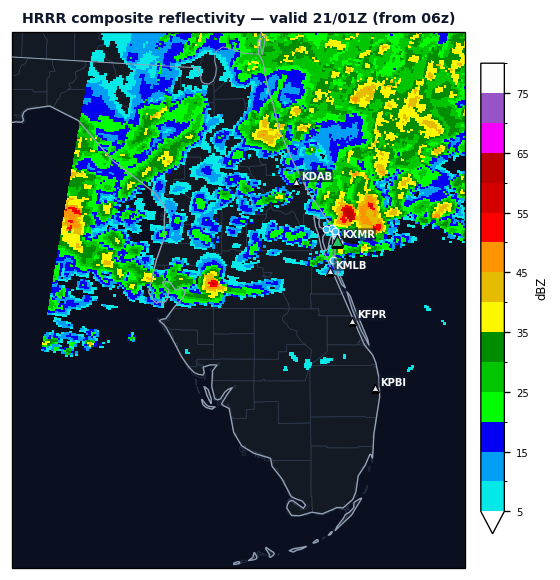 HRRR composite reflectivity — valid 21/01Z (from 06z)
75
65
55
45
35
25
15
5
dBZ
KDAB
KXMR
KMLB
KFPR
KPBI